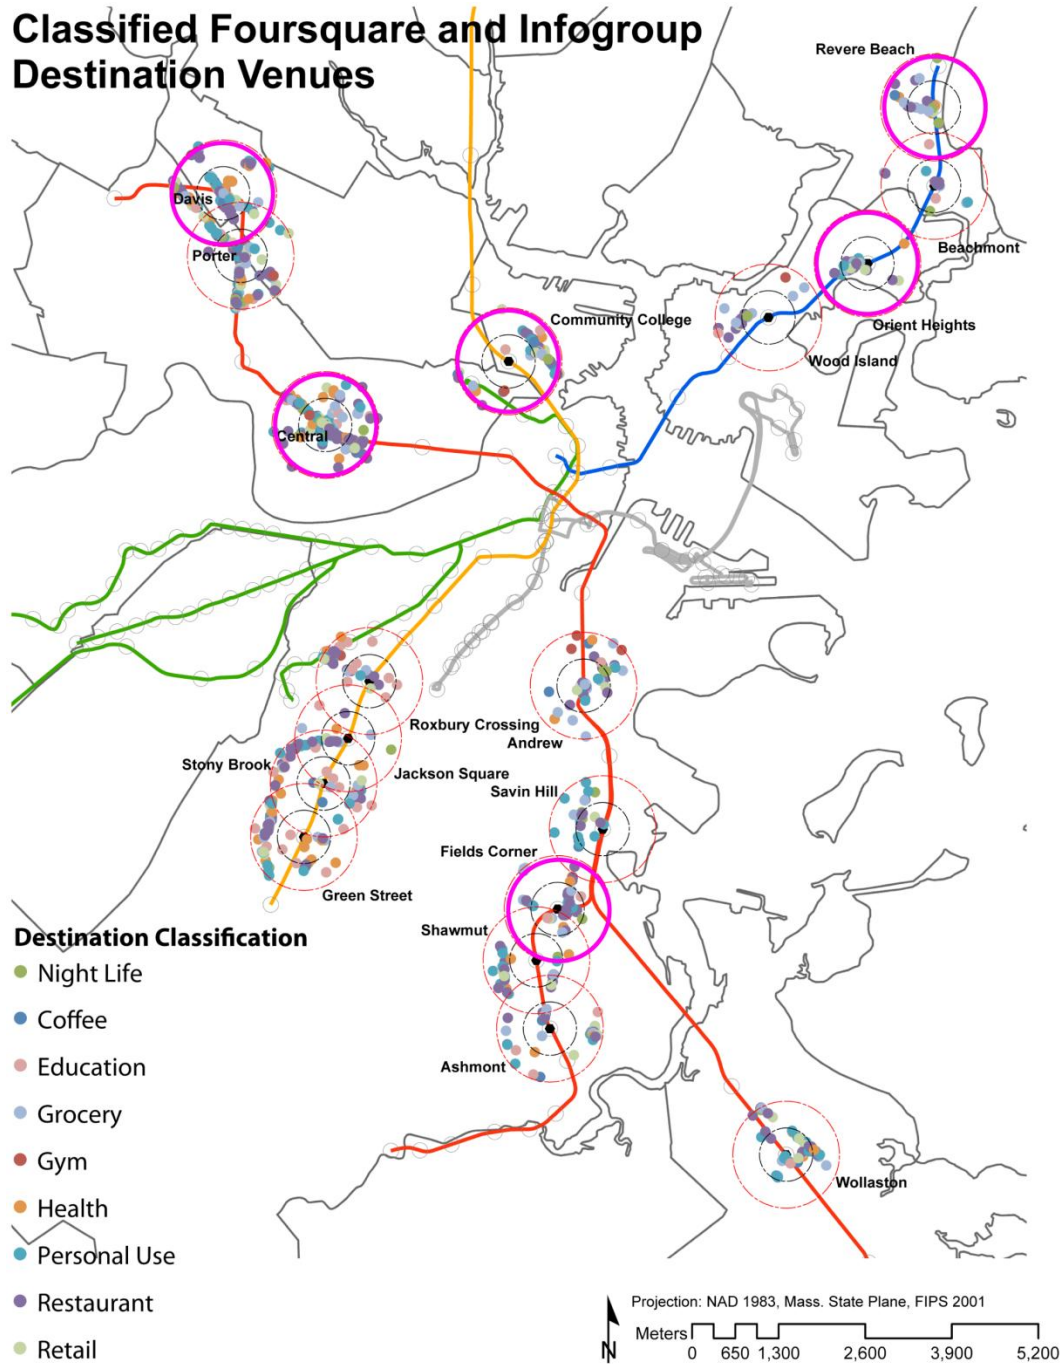 Classified Foursquare and Infogroup
Destination Venues
Revere Beach
Davis
Porter
Beachmont
Community College
Orient Heights
Wood Island
Central
Roxbury Crossing
Andrew
Stony Brook
Jackson Square
Savin Hill
Fields Corner
Green Street
Shawmut
Ashmont
Wollaston
Destination Classification
Night Life
Coffee
Education
Grocery
Gym
Health
Personal Use
Restaurant
Retail
Projection: NAD 1983, Mass. State Plane, FIPS 2001
N
Meters
0 650 1,300 2,600 3,900 5,200